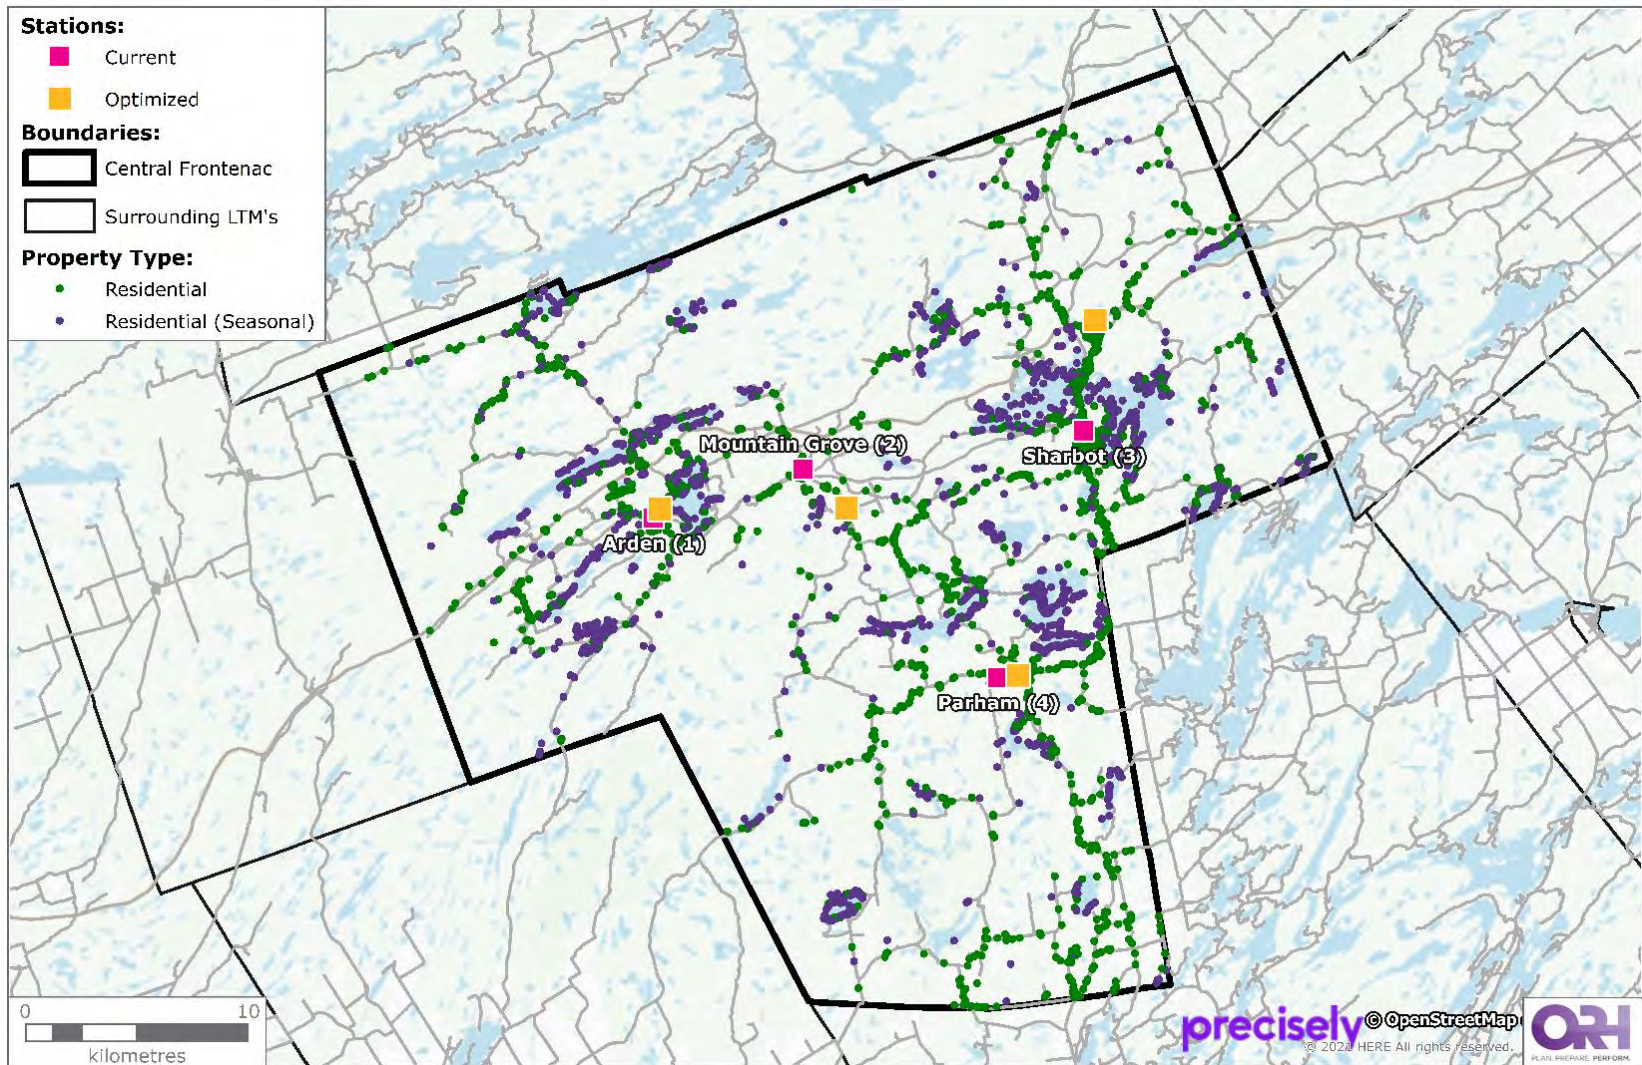 Stations:
Current
Optimized
Boundaries:
Central Frontenac
Surrounding LTM's
Property Type:
Residential
Residential (Seasonal)
Mountain Grove (2)
Sharbot (3)
Arden (1)
Parham (4)
0 10
kilometres
precisely
© OpenStreetMap
© 2021 HERE All rights reserved.
ORH
PLAN. PREPARE. PERFORM.